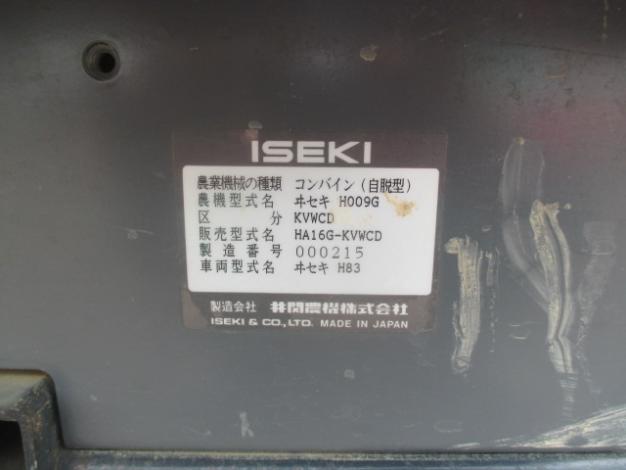 ISEKI
農業機械の種類 コンバイン(自脱型)
農機型式名 ヰセキ H009G
区分 KVWCD
販売型式名 HA16G-KVWCD
製造番号 000215
車両型式名 ヰセキ H83
製造会社 井関農機株式会社
ISEKI & CO.,LTD. MADE IN JAPAN